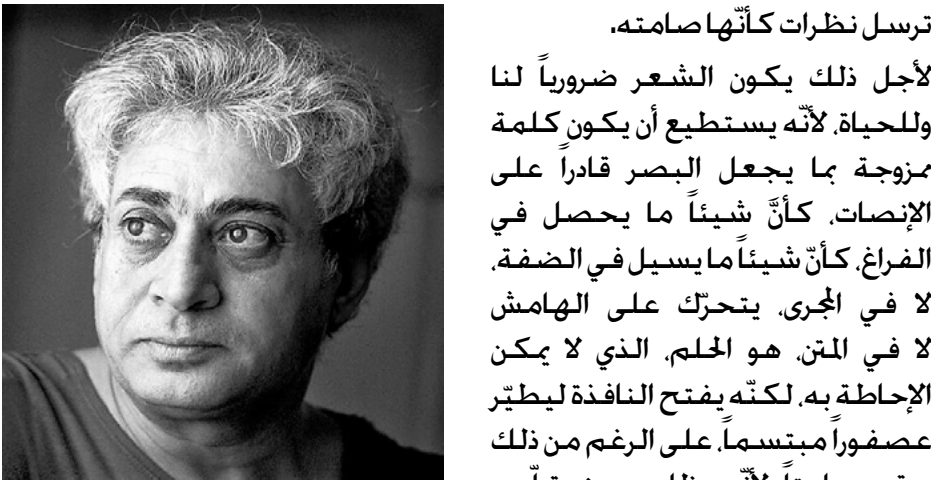 ترسل نظرات كأنّها صامته.
لأجل ذلك يكون الشعر ضرورياً لنا
وللحياة، لأنّه يستطيع أن يكون كلمة
ممزوجة بما يجعل البصر قادراً على
الإنصات، كأنَّ شيئاً ما يحصل في
الفراغ، كأنّ شيئاً ما يسيل في الضفة،
لا في المجرى، يتحرّك على الهامش
لا في المتن، هو الحلم، الذي لا يمكن
الإحاطة به، لكنّه يفتح النافذة ليطيّر
عصفوراً مبتسماً، على الرغم من ذلك